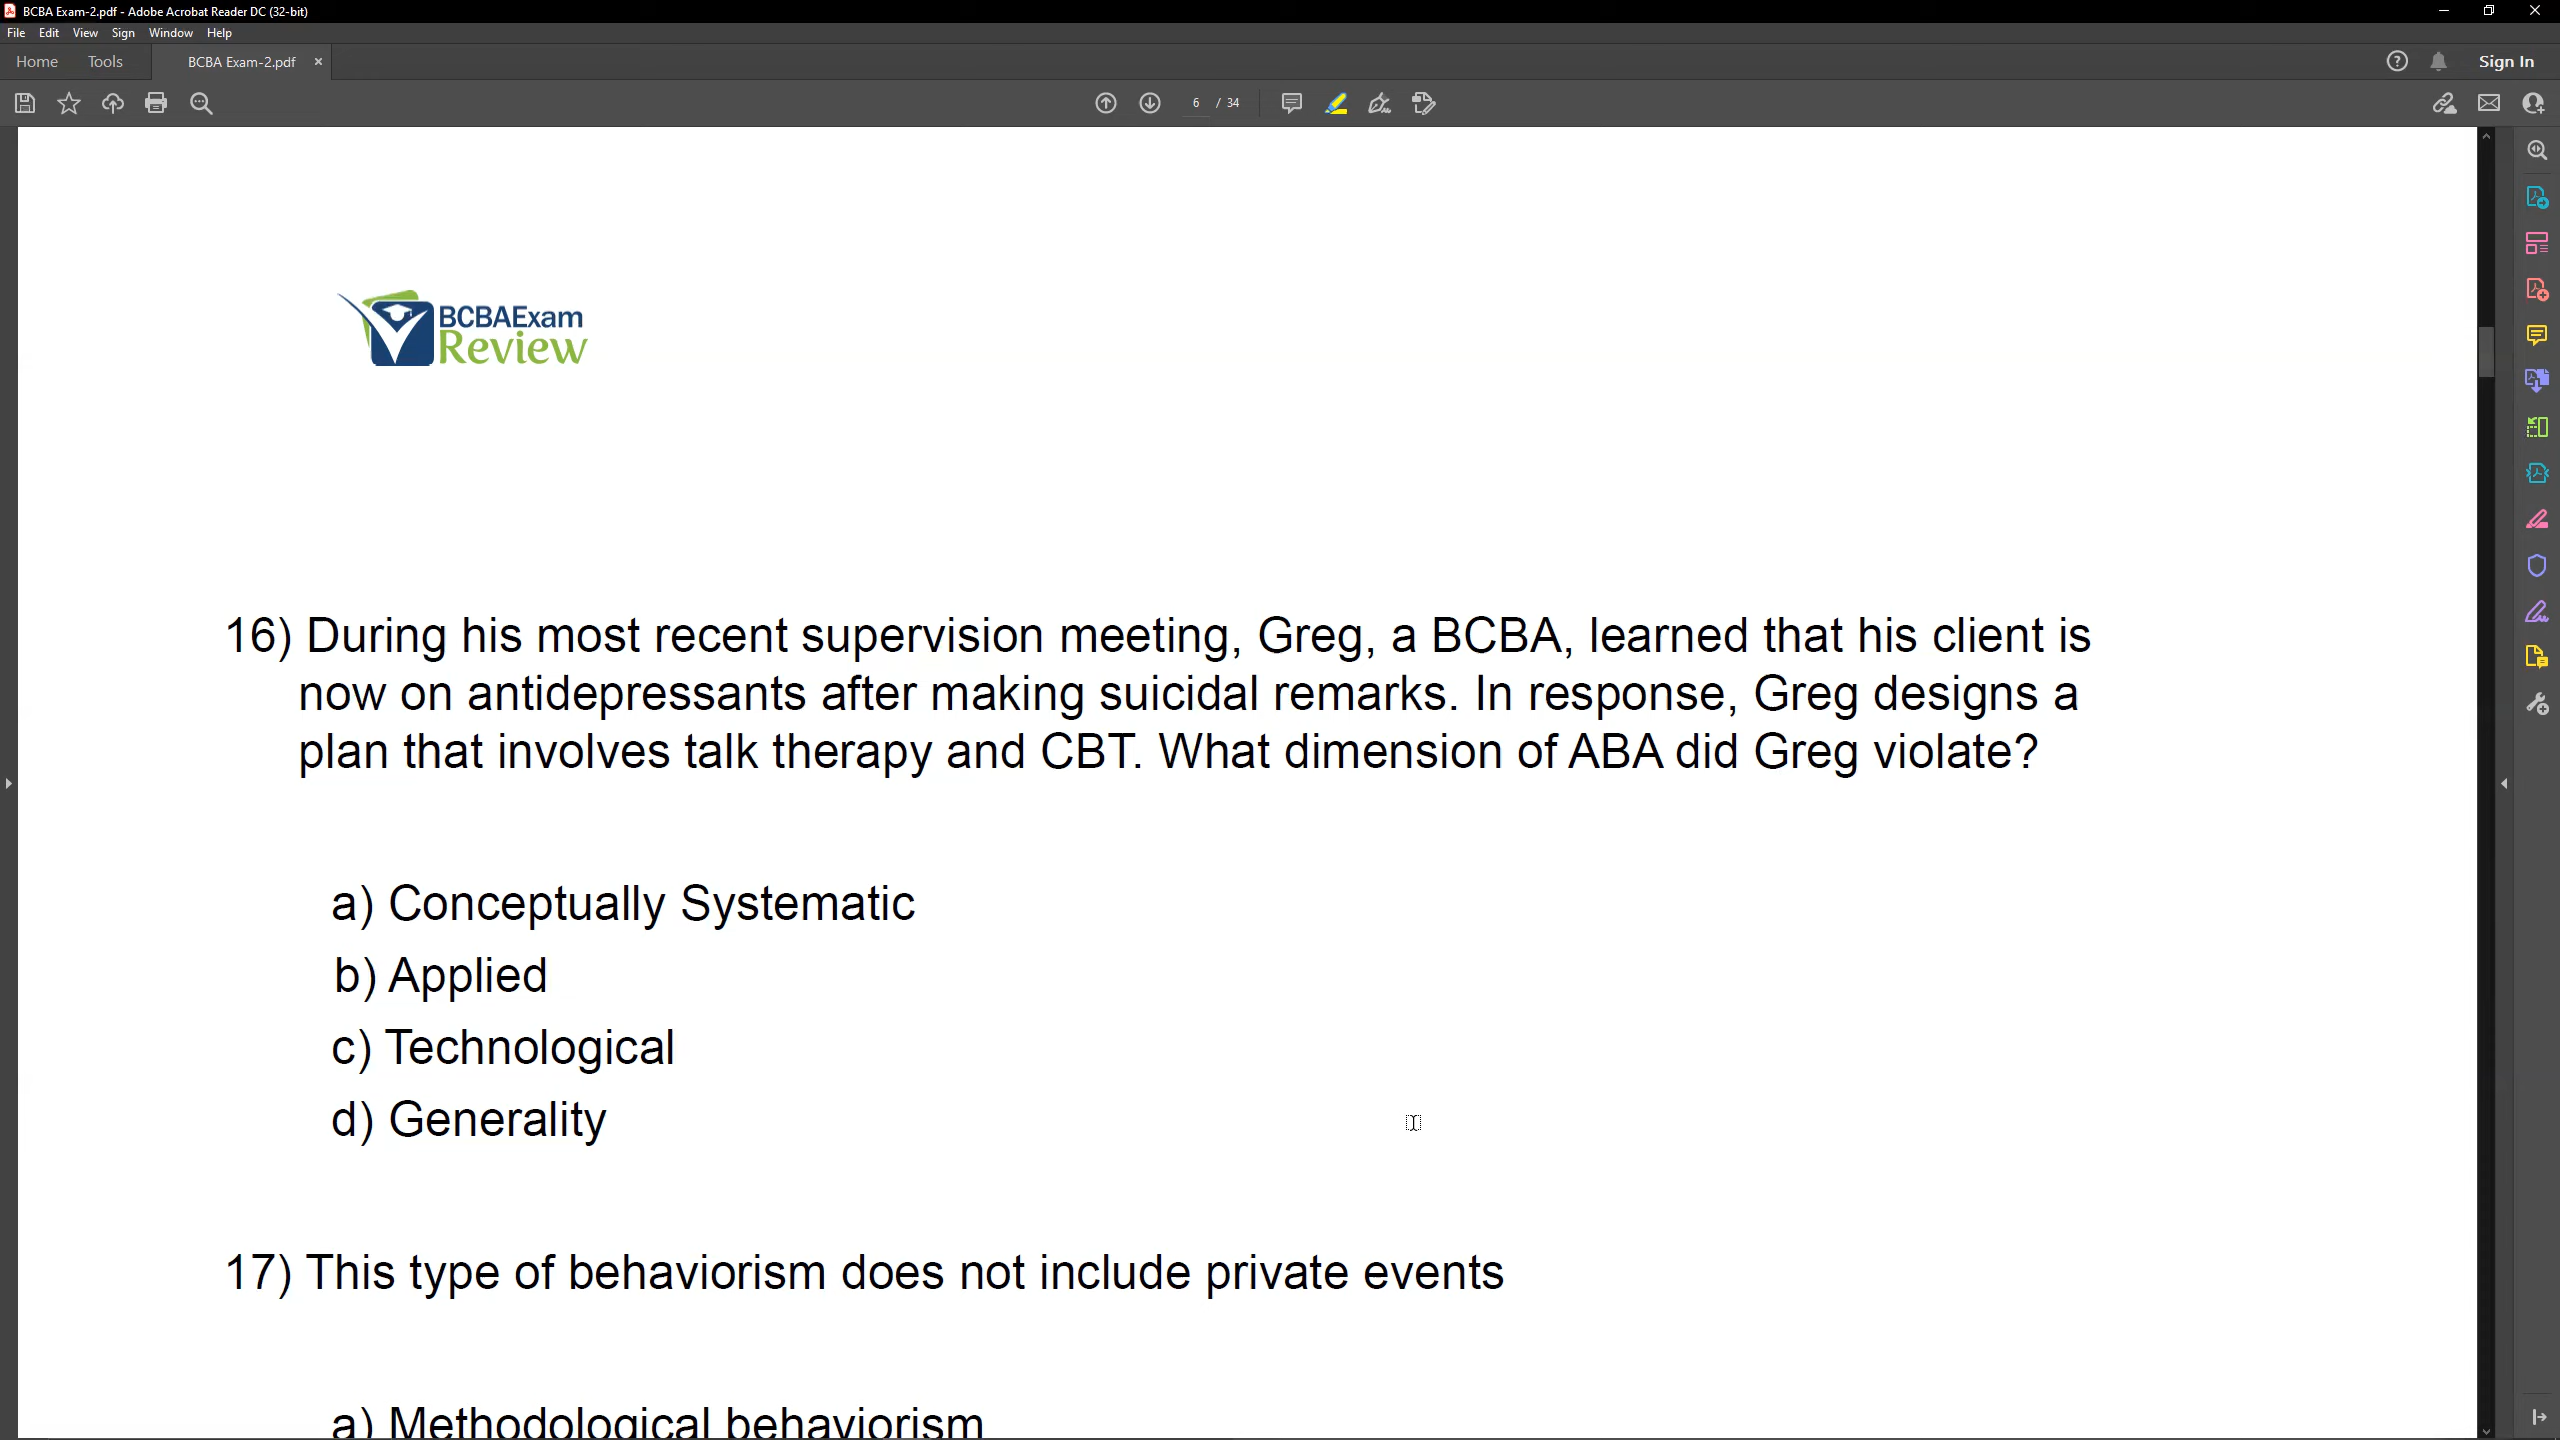 BCBA Exam-2.pdf - Adobe Acrobat Reader DC (32-bit)
File Edit View Sign Window Help
Home Tools BCBA Exam-2.pdf × Sign In
6 / 34
BCBAExam
Review
16) During his most recent supervision meeting, Greg, a BCBA, learned that his client is
now on antidepressants after making suicidal remarks. In response, Greg designs a
plan that involves talk therapy and CBT. What dimension of ABA did Greg violate?
a) Conceptually Systematic
b) Applied
c) Technological
d) Generality
17) This type of behaviorism does not include private events
a) Methodological behaviorism